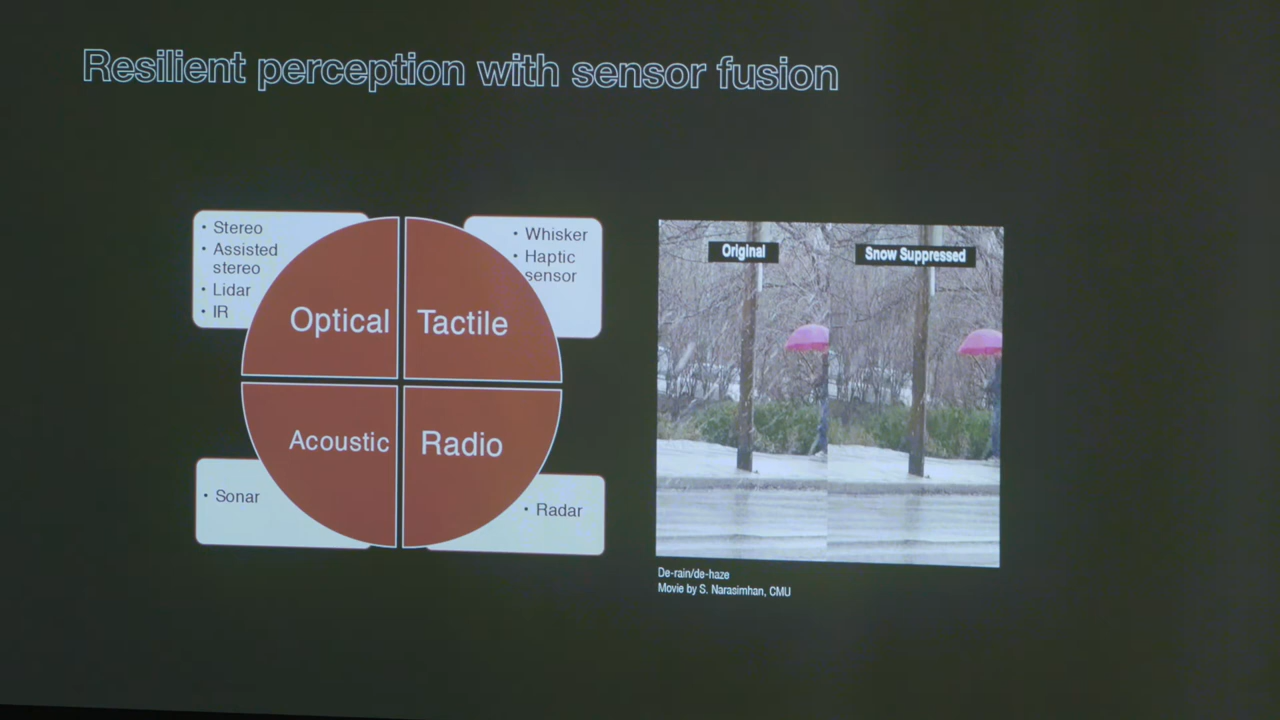 Resilient perception with sensor fusion
• Stereo
• Assisted
stereo
• Lidar
• IR
• Whisker
• Haptic
sensor
Optical
Tactile
Acoustic
Radio
• Sonar
• Radar
Original
Snow Suppressed
De-rain/de-haze
Movie by S. Narasimhan, CMU